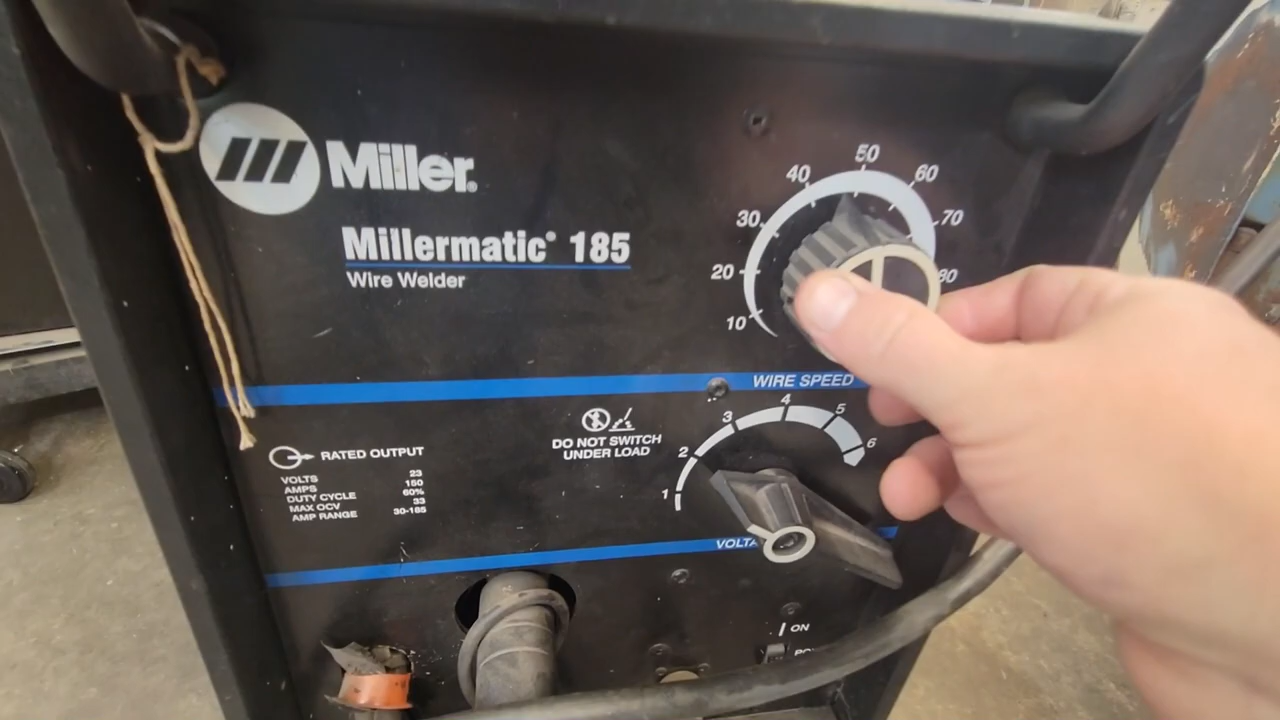 Miller®
Millermatic® 185
Wire Welder
10
20
30
40
50
60
70
80
WIRE SPEED
DO NOT SWITCH
UNDER LOAD
1
2
3
4
5
6
RATED OUTPUT
VOLTS 23
AMPS 150
DUTY CYCLE 60%
MAX OCV 33
AMP RANGE 30-185
ON